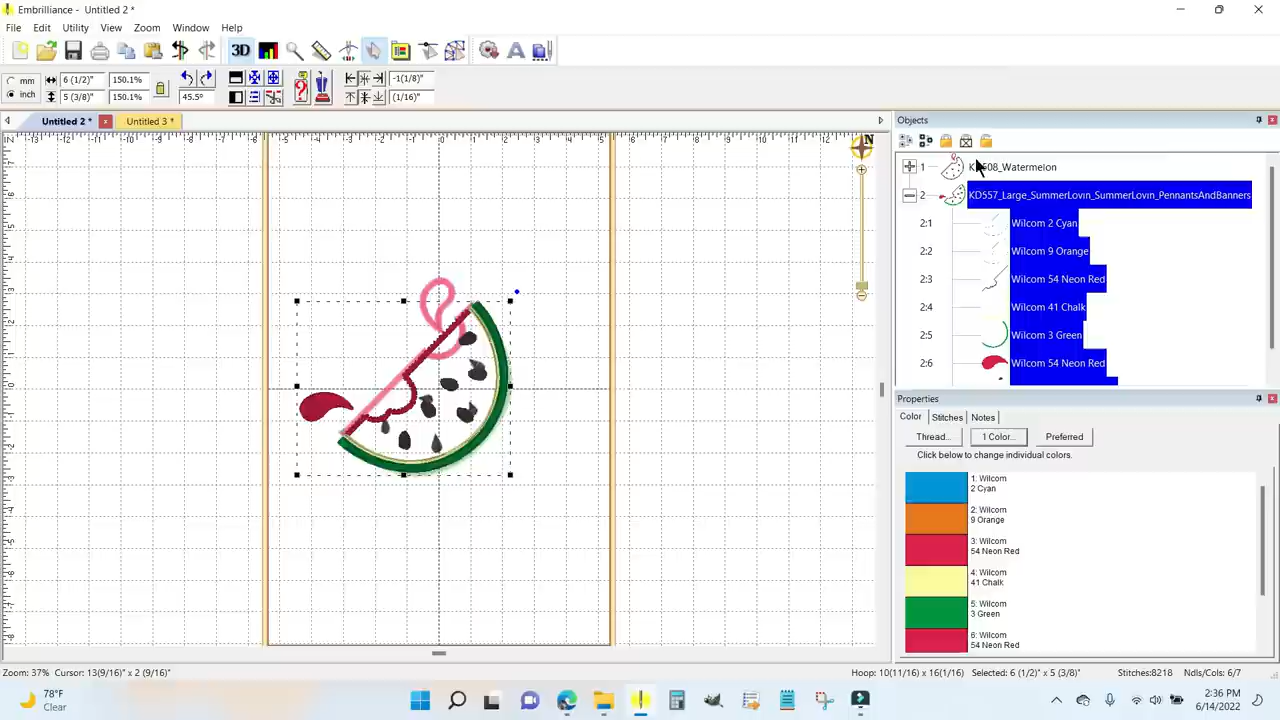 Embrilliance - Untitled 2 *
File Edit Utility View Zoom Window Help
3D
mm 6 (1/2)" 150.1% -1(1/8)"
inch 5 (3/8)" 150.1% 45.5° (1/16)"
Untitled 2 * x Untitled 3 *
N
Objects
1 KD508_Watermelon
2 KD557_Large_SummerLovin_SummerLovin_PennantsAndBanners
2:1 Wilcom 2 Cyan
2:2 Wilcom 9 Orange
2:3 Wilcom 54 Neon Red
2:4 Wilcom 41 Chalk
2:5 Wilcom 3 Green
2:6 Wilcom 54 Neon Red
Properties
Color Stitches Notes
Thread... 1 Color... Preferred
Click below to change individual colors.
1: Wilcom
2 Cyan
2: Wilcom
9 Orange
3: Wilcom
54 Neon Red
4: Wilcom
41 Chalk
5: Wilcom
3 Green
6: Wilcom
54 Neon Red
Zoom: 37% Cursor: 13(9/16)" x 2 (9/16)" Hoop: 10(11/16) x 16(1/16) Selected: 6 (1/2)" x 5 (3/8)" Stitches:8218 Ndls/Cols: 6/7
78°F
Clear
2:36 PM
6/14/2022